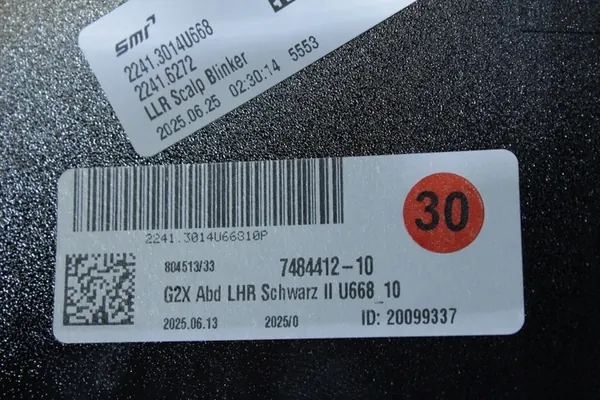 smp
2241.3014U668
2241.6272
LLR Scalp Blinker
2025.06.25 02:30:14 5553
2241.3014U66810P
30
804513/33 7484412-10
G2X Abd LHR Schwarz II U668_10
2025.06.13 2025/0 ID: 20099337